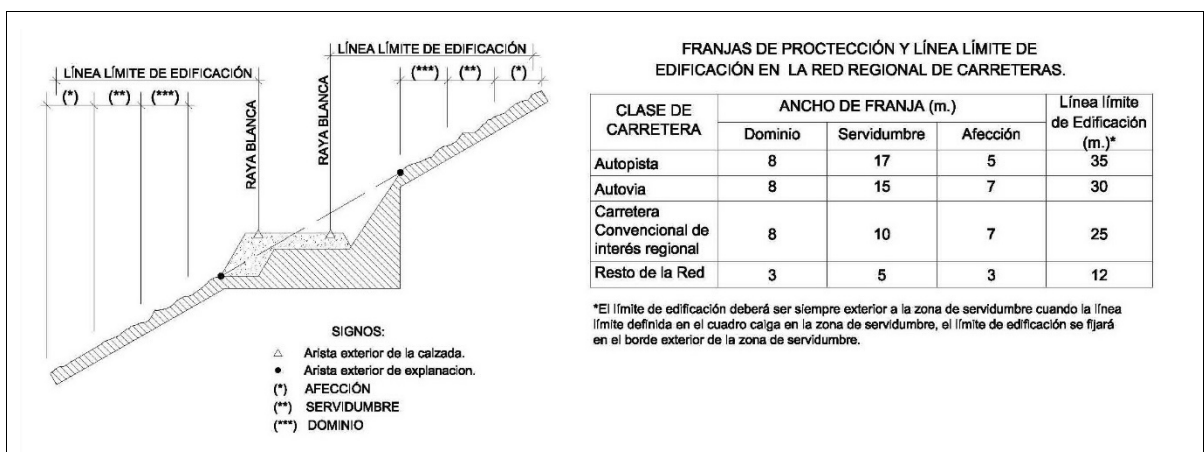 LÍNEA LÍMITE DE EDIFICACIÓN
(***) (**) (*)
LÍNEA LÍMITE DE EDIFICACIÓN
(*) (**) (***)
RAYA BLANCA
RAYA BLANCA
SIGNOS:
△ Arista exterior de la calzada.
● Arista exterior de explanacion.
(*) AFECCIÓN
(**) SERVIDUMBRE
(***) DOMINIO
FRANJAS DE PROCTECCIÓN Y LÍNEA LÍMITE DE
EDIFICACIÓN EN LA RED REGIONAL DE CARRETERAS.
CLASE DE CARRETERA ANCHO DE FRANJA (m.) Línea límite de Edificación (m.)*
Dominio Servidumbre Afección
Autopista 8 17 5 35
Autovia 8 15 7 30
Carretera
Convencional de
interés regional 8 10 7 25
Resto de la Red 3 5 3 12
*El límite de edificación deberá ser siempre exterior a la zona de servidumbre cuando la línea
límite definida en el cuadro caiga en la zona de servidumbre, el límite de edificación se fijará
en el borde exterior de la zona de servidumbre.